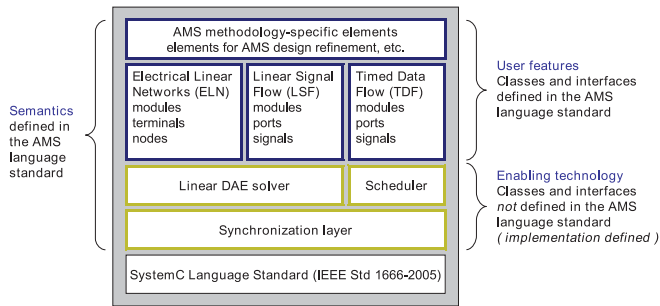 AMS methodology-specific elements
elements for AMS design refinement, etc.
Electrical Linear
Networks (ELN)
modules
terminals
nodes
Linear Signal
Flow (LSF)
modules
ports
signals
Timed Data
Flow (TDF)
modules
ports
signals
Linear DAE solver
Scheduler
Synchronization layer
SystemC Language Standard (IEEE Std 1666-2005)
Semantics
defined in
the AMS
language
standard
User features
Classes and interfaces
defined in the AMS
language standard
Enabling technology
Classes and interfaces
not defined in the AMS
language standard
( implementation defined )